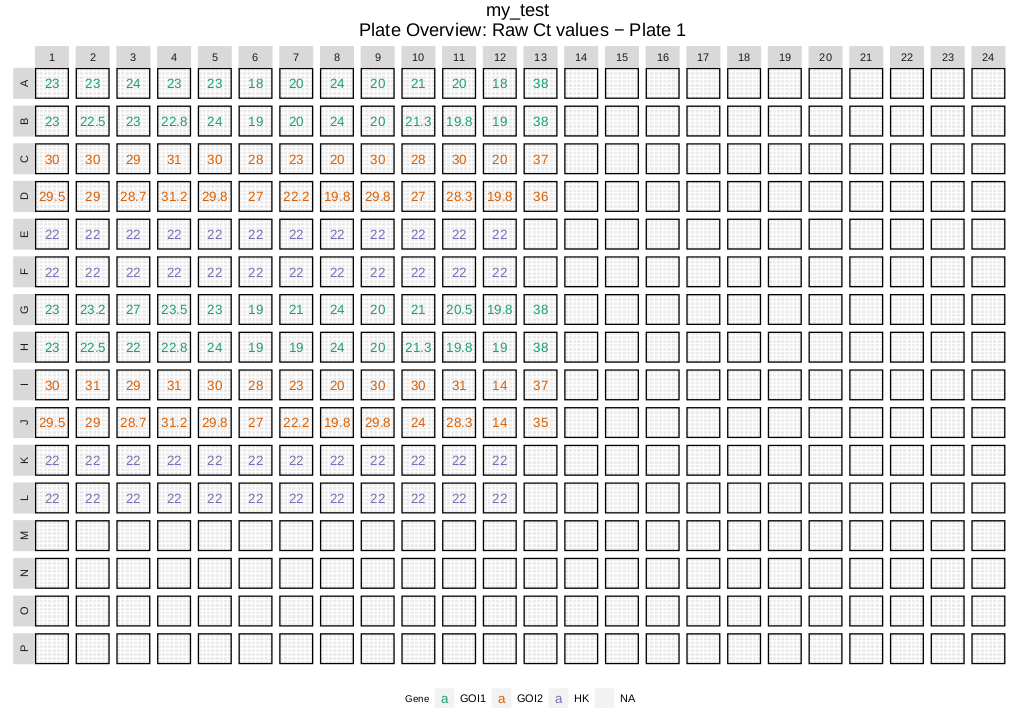 my_test
Plate Overview: Raw Ct values − Plate 1
1 2 3 4 5 6 7 8 9 10 11 12 13 14 15 16 17 18 19 20 21 22 23 24
A 23 23 24 23 23 18 20 24 20 21 20 18 38
B 23 22.5 23 22.8 24 19 20 24 20 21.3 19.8 19 38
C 30 30 29 31 30 28 23 20 30 28 30 20 37
D 29.5 29 28.7 31.2 29.8 27 22.2 19.8 29.8 27 28.3 19.8 36
E 22 22 22 22 22 22 22 22 22 22 22 22
F 22 22 22 22 22 22 22 22 22 22 22 22
G 23 23.2 27 23.5 23 19 21 24 20 21 20.5 19.8 38
H 23 22.5 22 22.8 24 19 19 24 20 21.3 19.8 19 38
I 30 31 29 31 30 28 23 20 30 30 31 14 37
J 29.5 29 28.7 31.2 29.8 27 22.2 19.8 29.8 24 28.3 14 35
K 22 22 22 22 22 22 22 22 22 22 22 22
L 22 22 22 22 22 22 22 22 22 22 22 22
M
N
O
P
Gene a GOI1 a GOI2 a HK NA